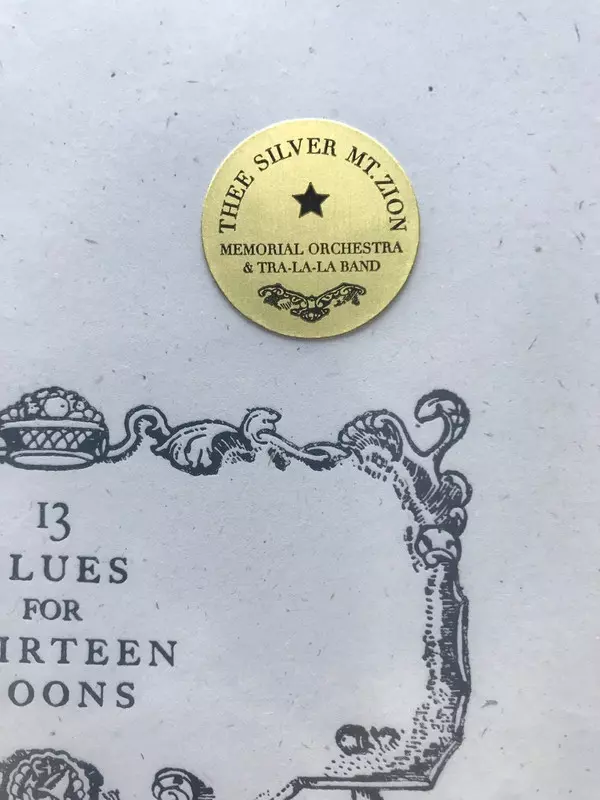 THEE SILVER MT. ZION
MEMORIAL ORCHESTRA
& TRA-LA-LA BAND
13
LUES
FOR
IRTEEN
OONS